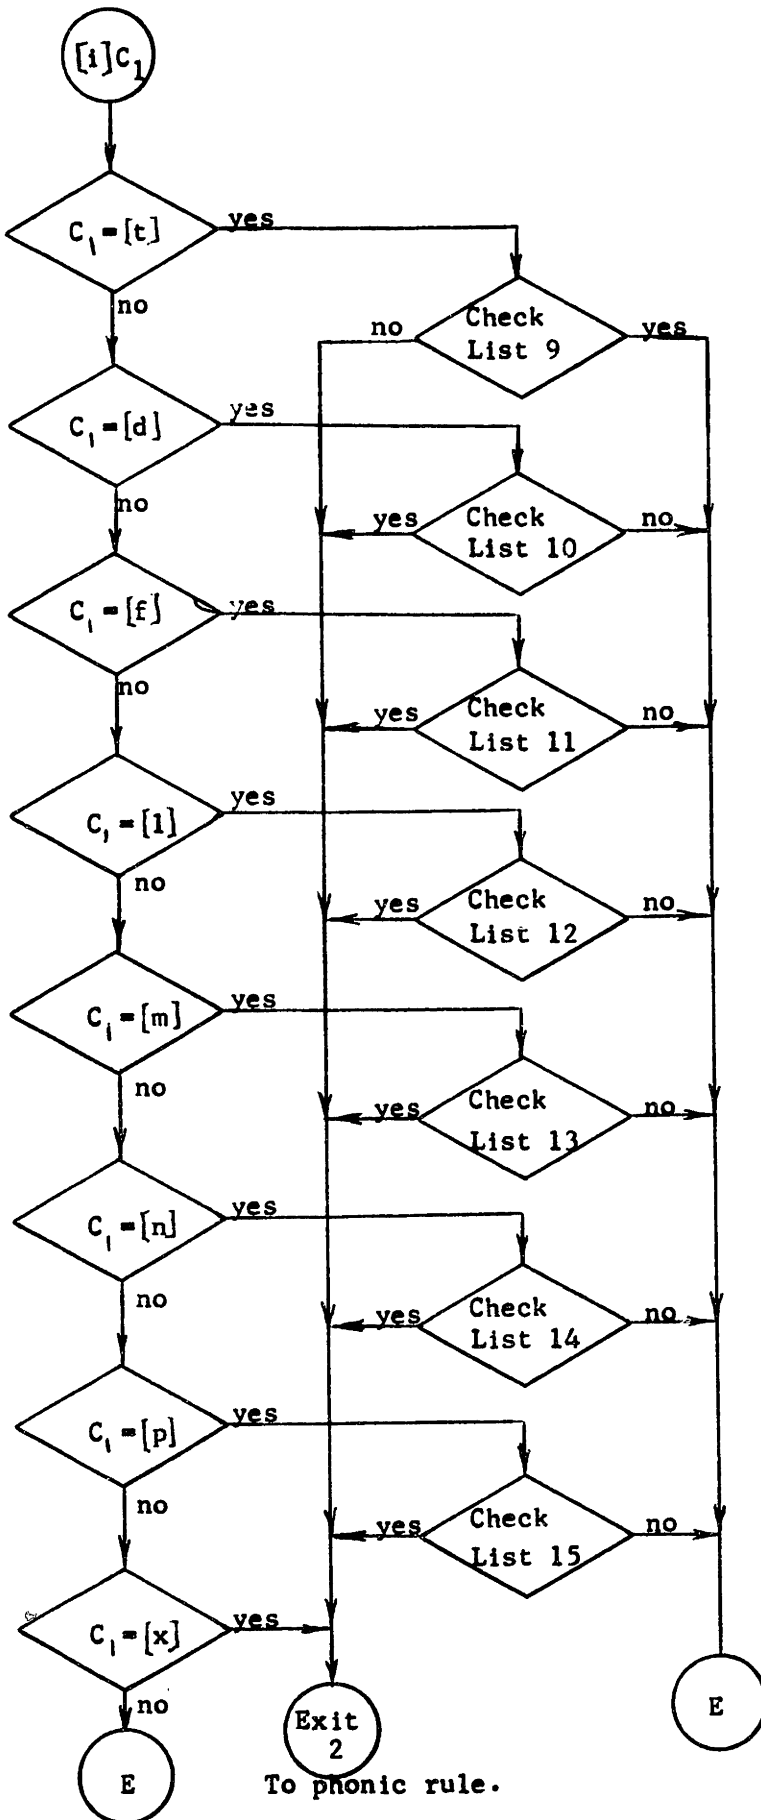 [i]C1
C1=[t]
yes
no
no
Check
List 9
yes
C1=[d]
yes
no
yes
Check
List 10
no
C1=[f]
yes
no
yes
Check
List 11
no
C1=[l]
yes
no
yes
Check
List 12
no
C1=[m]
yes
no
yes
Check
List 13
no
C1=[n]
yes
no
yes
Check
List 14
no
C1=[p]
yes
no
yes
Check
List 15
no
C1=[x]
yes
no
E
Exit
2
E
To phonic rule.